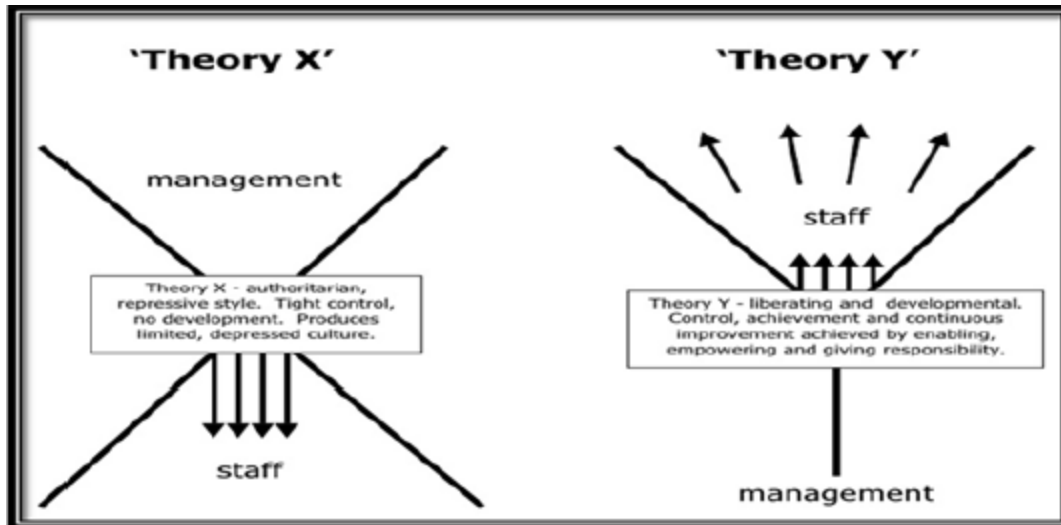 ‘Theory X’
management
Theory X - authoritarian,
repressive style. Tight control,
no development. Produces
limited, depressed culture.
staff
‘Theory Y’
staff
Theory Y - liberating and developmental.
Control, achievement and continuous
improvement achieved by enabling,
empowering and giving responsibility.
management